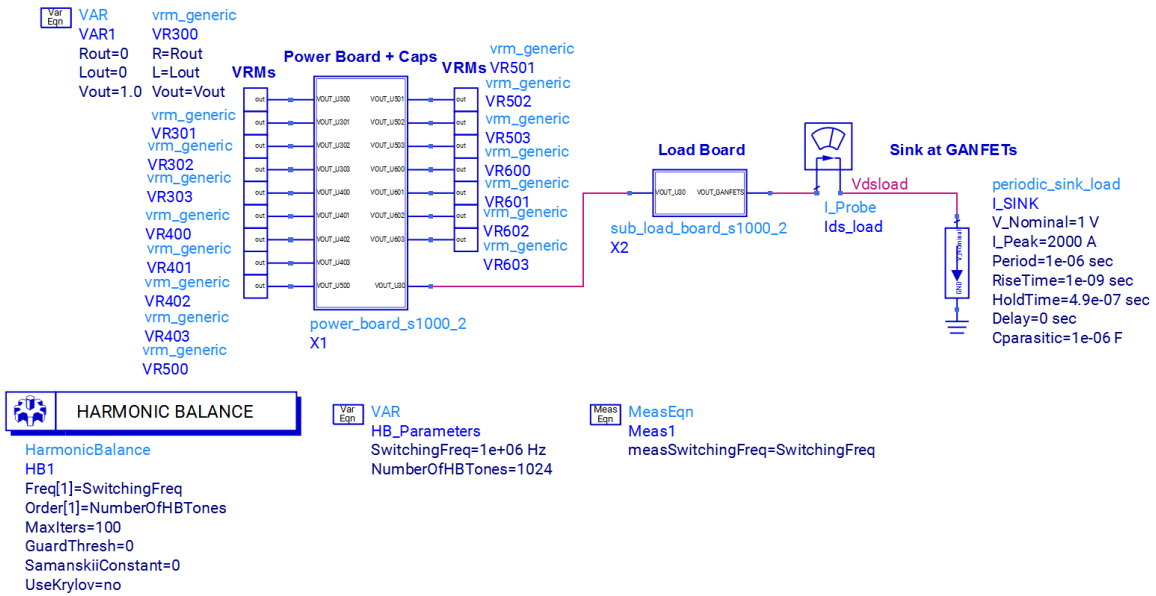 Var
Eqn
VAR
VAR1
Rout=0
Lout=0
Vout=1.0
vrm_generic
VR300
R=Rout
L=Lout
Vout=Vout
vrm_generic
VR301
vrm_generic
VR302
vrm_generic
VR303
vrm_generic
VR400
vrm_generic
VR401
vrm_generic
VR402
vrm_generic
VR403
vrm_generic
VR500
VRMs
out
out
out
out
out
out
out
out
out
Power Board + Caps
VOUT_U300
VOUT_U301
VOUT_U302
VOUT_U303
VOUT_U400
VOUT_U401
VOUT_U402
VOUT_U403
VOUT_U500
VOUT_U501
VOUT_U502
VOUT_U503
VOUT_U600
VOUT_U601
VOUT_U602
VOUT_U603
VOUT_U30
power_board_s1000_2
X1
VRMs
out
out
out
out
out
out
out
vrm_generic
VR501
vrm_generic
VR502
vrm_generic
VR503
vrm_generic
VR600
vrm_generic
VR601
vrm_generic
VR602
vrm_generic
VR603
Load Board
VOUT_U30 VOUT_GANFETS
sub_load_board_s1000_2
X2
I_Probe
Ids_load
Vdsload
Sink at GANFETs
V_Nominal
GND
periodic_sink_load
I_SINK
V_Nominal=1 V
I_Peak=2000 A
Period=1e-06 sec
RiseTime=1e-09 sec
HoldTime=4.9e-07 sec
Delay=0 sec
Cparasitic=1e-06 F
HARMONIC BALANCE
HarmonicBalance
HB1
Freq[1]=SwitchingFreq
Order[1]=NumberOfHBTones
MaxIters=100
GuardThresh=0
SamanskiiConstant=0
UseKrylov=no
Var
Eqn
VAR
HB_Parameters
SwitchingFreq=1e+06 Hz
NumberOfHBTones=1024
Meas
Eqn
MeasEqn
Meas1
measSwitchingFreq=SwitchingFreq